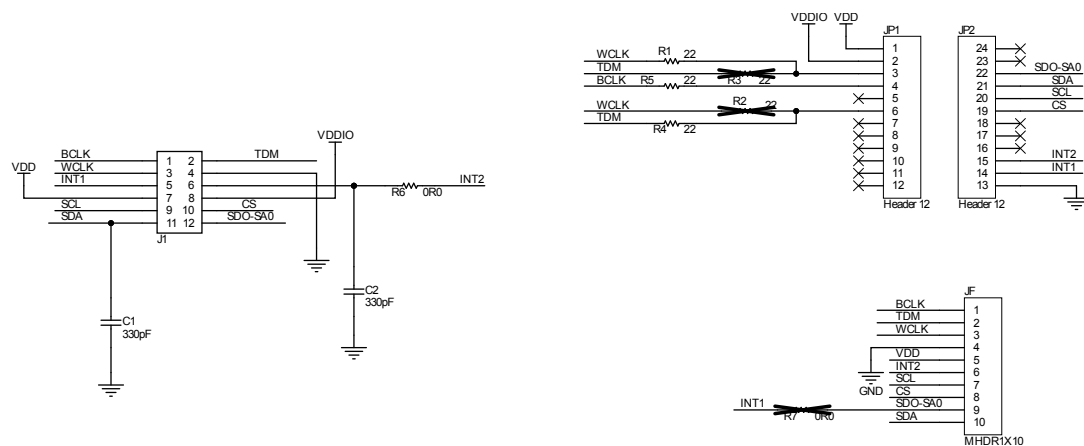 VDDIO VDD JP1 JP2
WCLK R1 22 1 24
TDM R3 22 2 23
BCLK R5 22 3 22 SDO-SA0
4 21 SDA
WCLK R2 22 5 20 SCL
TDM R4 22 6 19 CS
7 18
8 17
9 16
10 15 INT2
11 14 INT1
12 13
Header 12 Header 12
VDDIO
VDD BCLK 1 2 TDM
WCLK 3 4
INT1 5 6 R6 0R0 INT2
7 8
SCL 9 10 CS
SDA 11 12 SDO-SA0
J1
C2
330pF
C1
330pF
JF
BCLK 1
TDM 2
WCLK 3
4
VDD 5
INT2 6
SCL 7
GND CS 8
INT1 R7 0R0 SDO-SA0 9
SDA 10
MHDR1X10